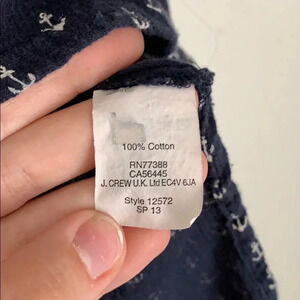 100% Cotton
RN77388
CA56445
J. CREW U.K. Ltd EC4V 6JA
Style 12572
SP 13